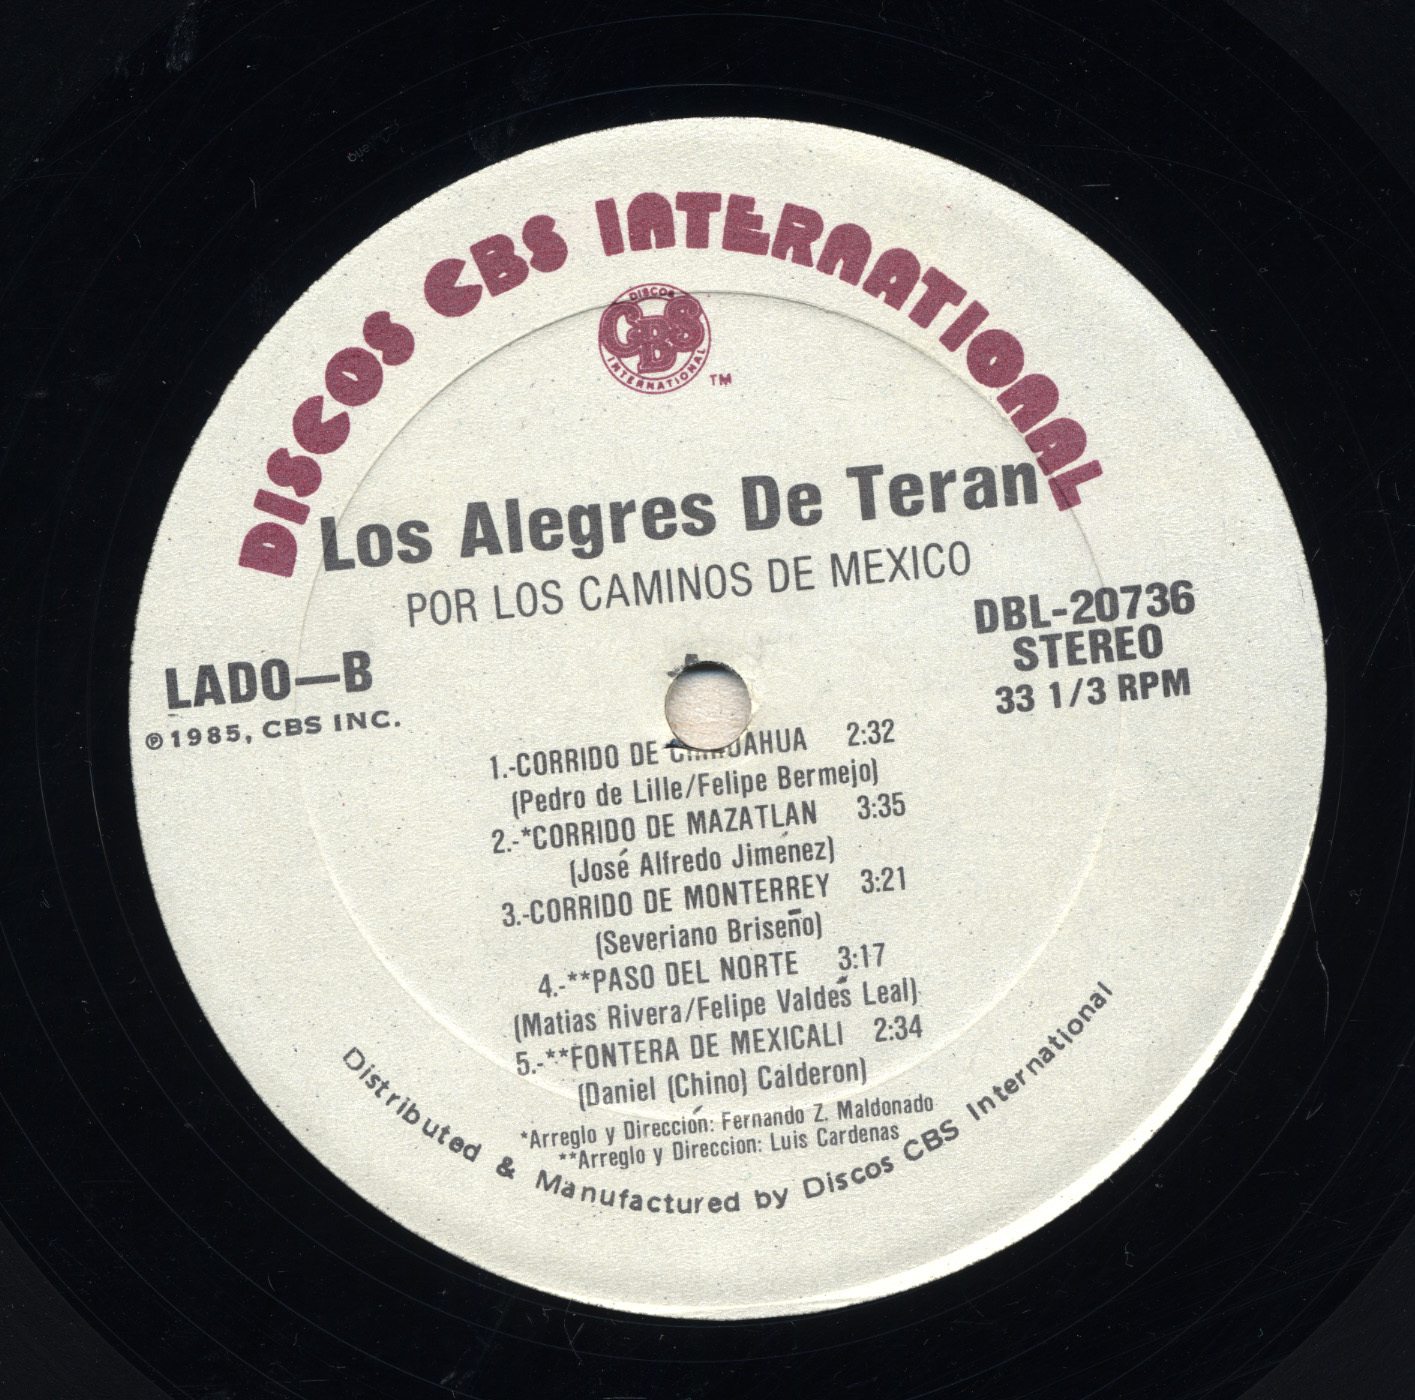 DISCOS CBS INTERNATIONAL
DISCOS
CBS
INTERNATIONAL
TM
Los Alegres De Teran
POR LOS CAMINOS DE MEXICO
DBL-20736
STEREO
33 1/3 RPM
LADO—B
℗1985, CBS INC.
1.-CORRIDO DE CHIHUAHUA 2:32
(Pedro de Lille/Felipe Bermejo)
2.-*CORRIDO DE MAZATLAN 3:35
(José Alfredo Jiménez)
3.-CORRIDO DE MONTERREY 3:21
(Severiano Briseño)
4.-**PASO DEL NORTE 3:17
(Matias Rivera/Felipe Valdés Leal)
5.-**FONTERA DE MEXICALI 2:34
(Daniel (Chino) Calderon)
*Arreglo y Dirección: Fernando Z. Maldonado
**Arreglo y Direccion: Luis Cardenas
Distributed & Manufactured by Discos CBS International